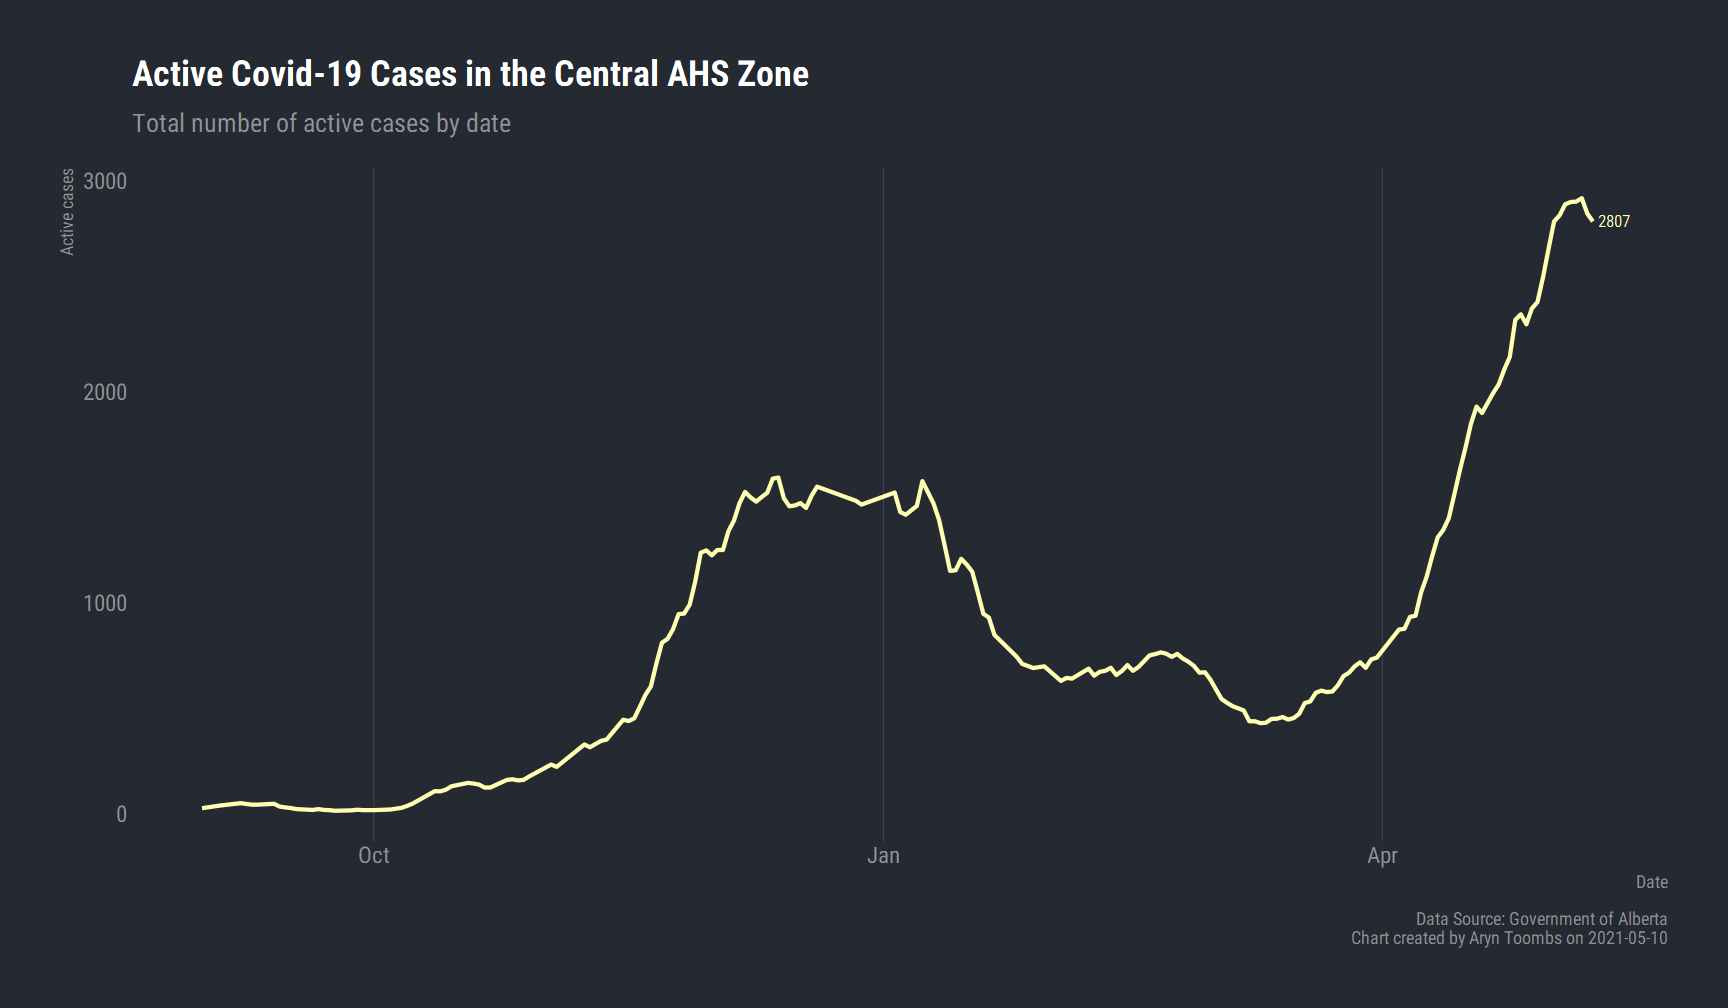 Active Covid-19 Cases in the Central AHS Zone
Total number of active cases by date
Active cases
3000
2000
1000
0
2807
Oct
Jan
Apr
Date
Data Source: Government of Alberta
Chart created by Aryn Toombs on 2021-05-10